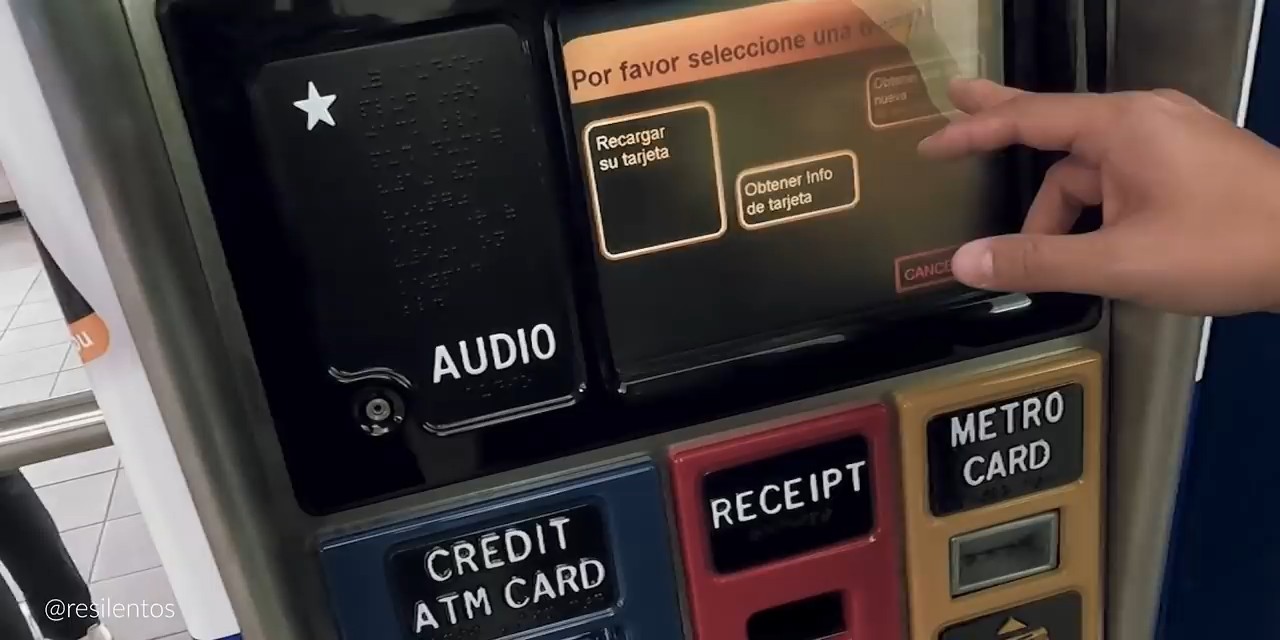 Por favor seleccione una
Recargar
su tarjeta
Obtener Info
de tarjeta
Obtener
nueva
AUDIO
METRO
CARD
RECEIPT
CREDIT
ATM CARD
@resilentos